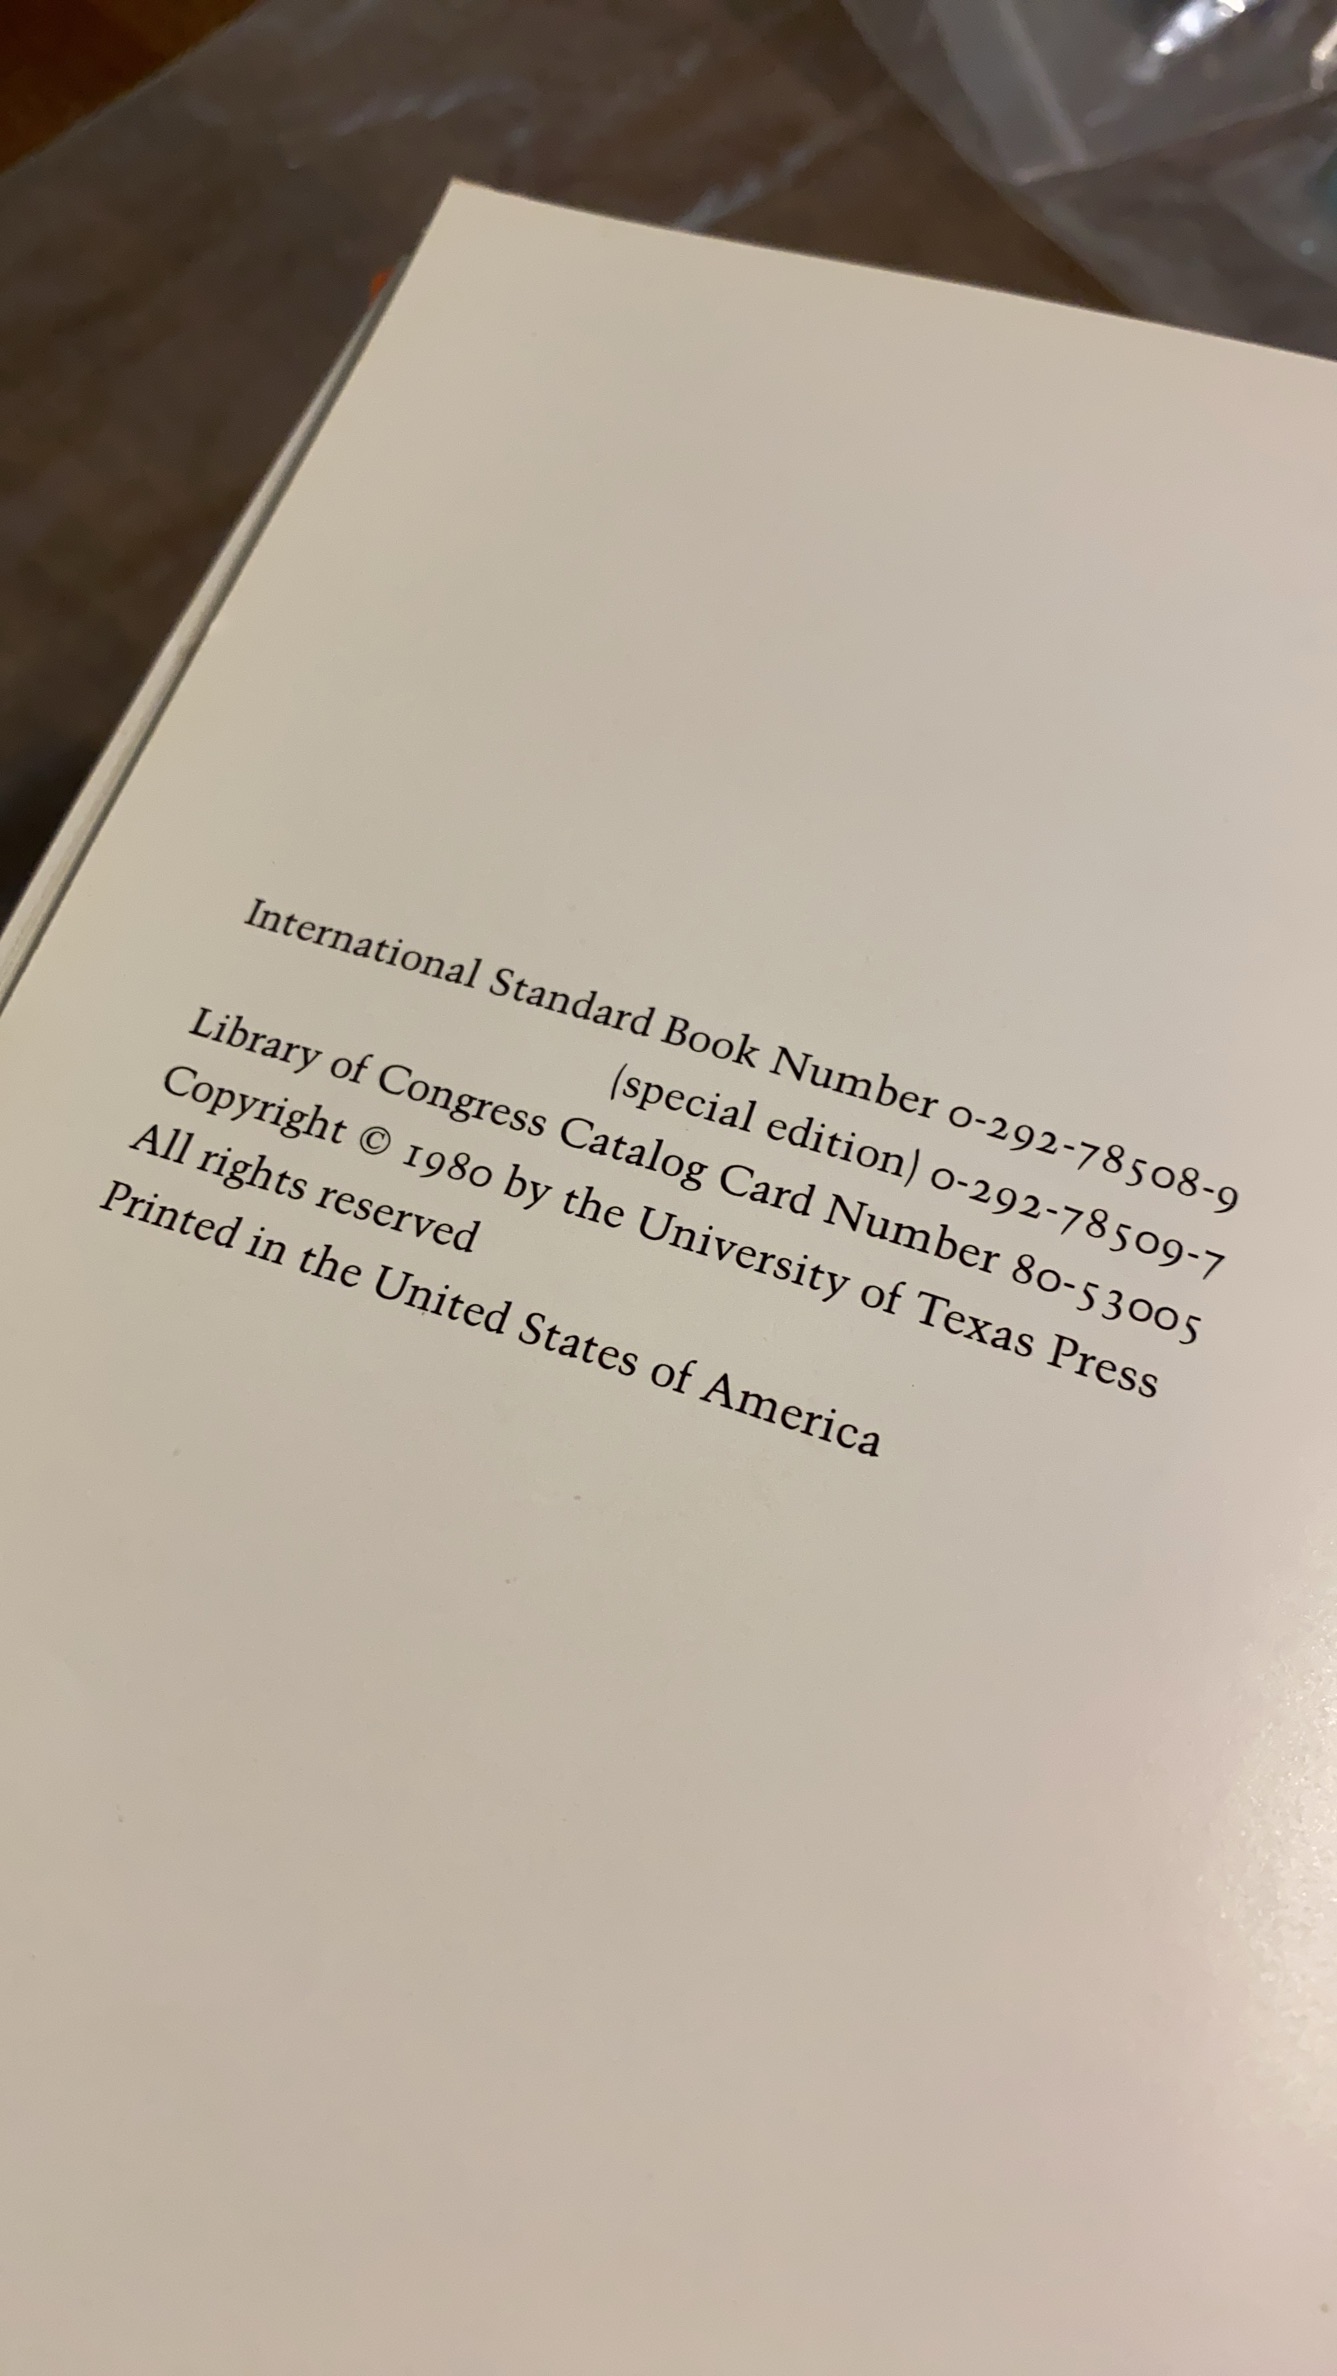 International Standard Book Number 0-292-78508-9
(special edition) 0-292-78509-7
Library of Congress Catalog Card Number 80-53005
Copyright © 1980 by the University of Texas Press
All rights reserved
Printed in the United States of America